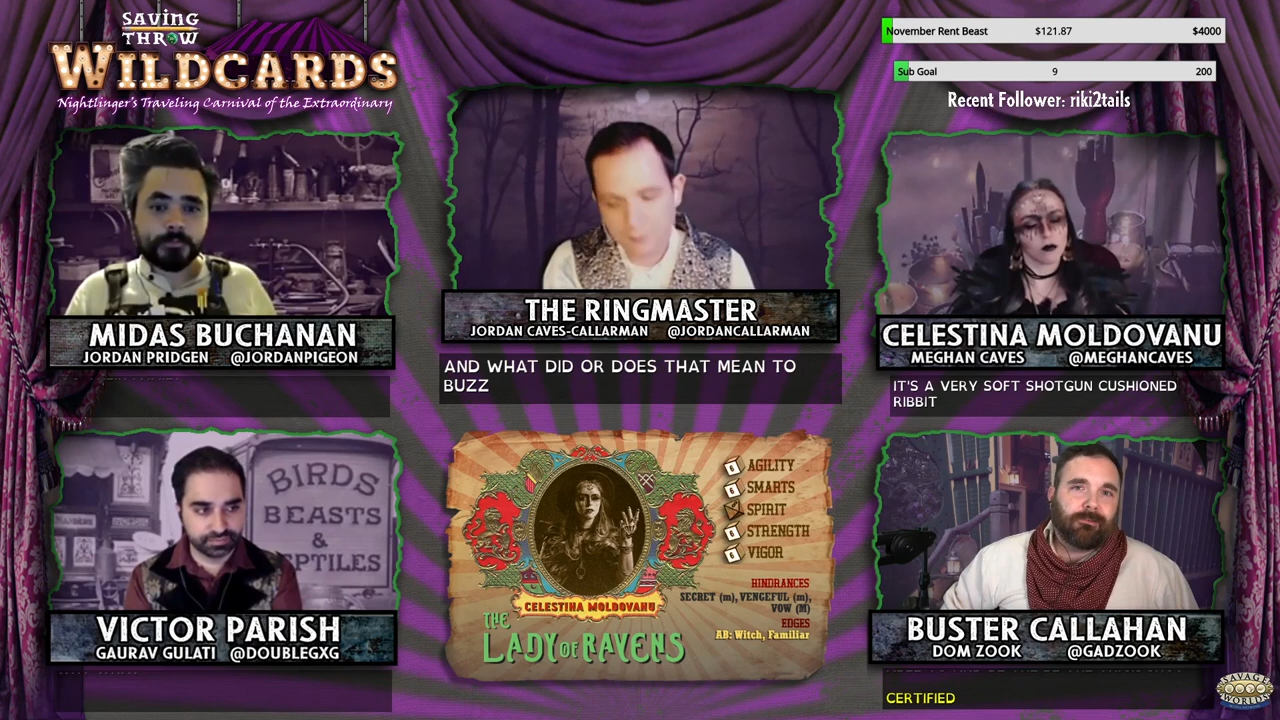 SAVING
THROW
WILDCARDS
Nightlinger's Traveling Carnival of the Extraordinary
November Rent Beast $121.87 $4000
Sub Goal 9 200
Recent Follower: riki2tails
MIDAS BUCHANAN
JORDAN PRIDGEN @JORDANPIGEON
THE RINGMASTER
JORDAN CAVES-CALLARMAN @JORDANCALLARMAN
AND WHAT DID OR DOES THAT MEAN TO
BUZZ
CELESTINA MOLDOVANU
MEGHAN CAVES @MEGHANCAVES
IT'S A VERY SOFT SHOTGUN CUSHIONED
RIBBIT
BIRDS
BEASTS
&
EPTILES
VICTOR PARISH
GAURAV GULATI @DOUBLEGXG
AGILITY
SMARTS
SPIRIT
STRENGTH
VIGOR
HINDRANCES
SECRET (m), VENGEFUL (m),
VOW (M)
EDGES
AB: Witch, Familiar
CELESTINA MOLDOVANU
THE
LADY OF RAVENS
BUSTER CALLAHAN
DOM ZOOK @GADZOOK
CERTIFIED
SAVAGE
WORLDS